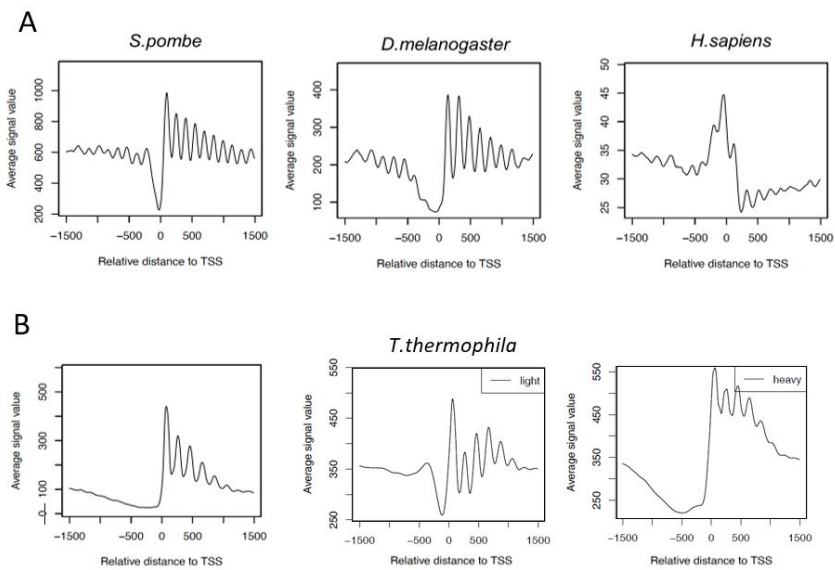 A
S.pombe
D.melanogaster
H.sapiens
Average signal value
200 400 600 800 1000
−1500 −500 0 500 1500
Relative distance to TSS
Average signal value
100 200 300 400
−1500 −500 0 500 1500
Relative distance to TSS
Average signal value
25 30 35 40 45 50
−1500 −500 0 500 1500
Relative distance to TSS
B
T.thermophila
Average signal value
0 100 300 500
−1500 −500 0 500 1500
Relative distance to TSS
Average signal value
250 350 450 550
light
−1500 −500 0 500 1500
Relative distance to TSS
Average signal value
250 350 450 550
heavy
−1500 −500 0 500 1500
Relative distance to TSS